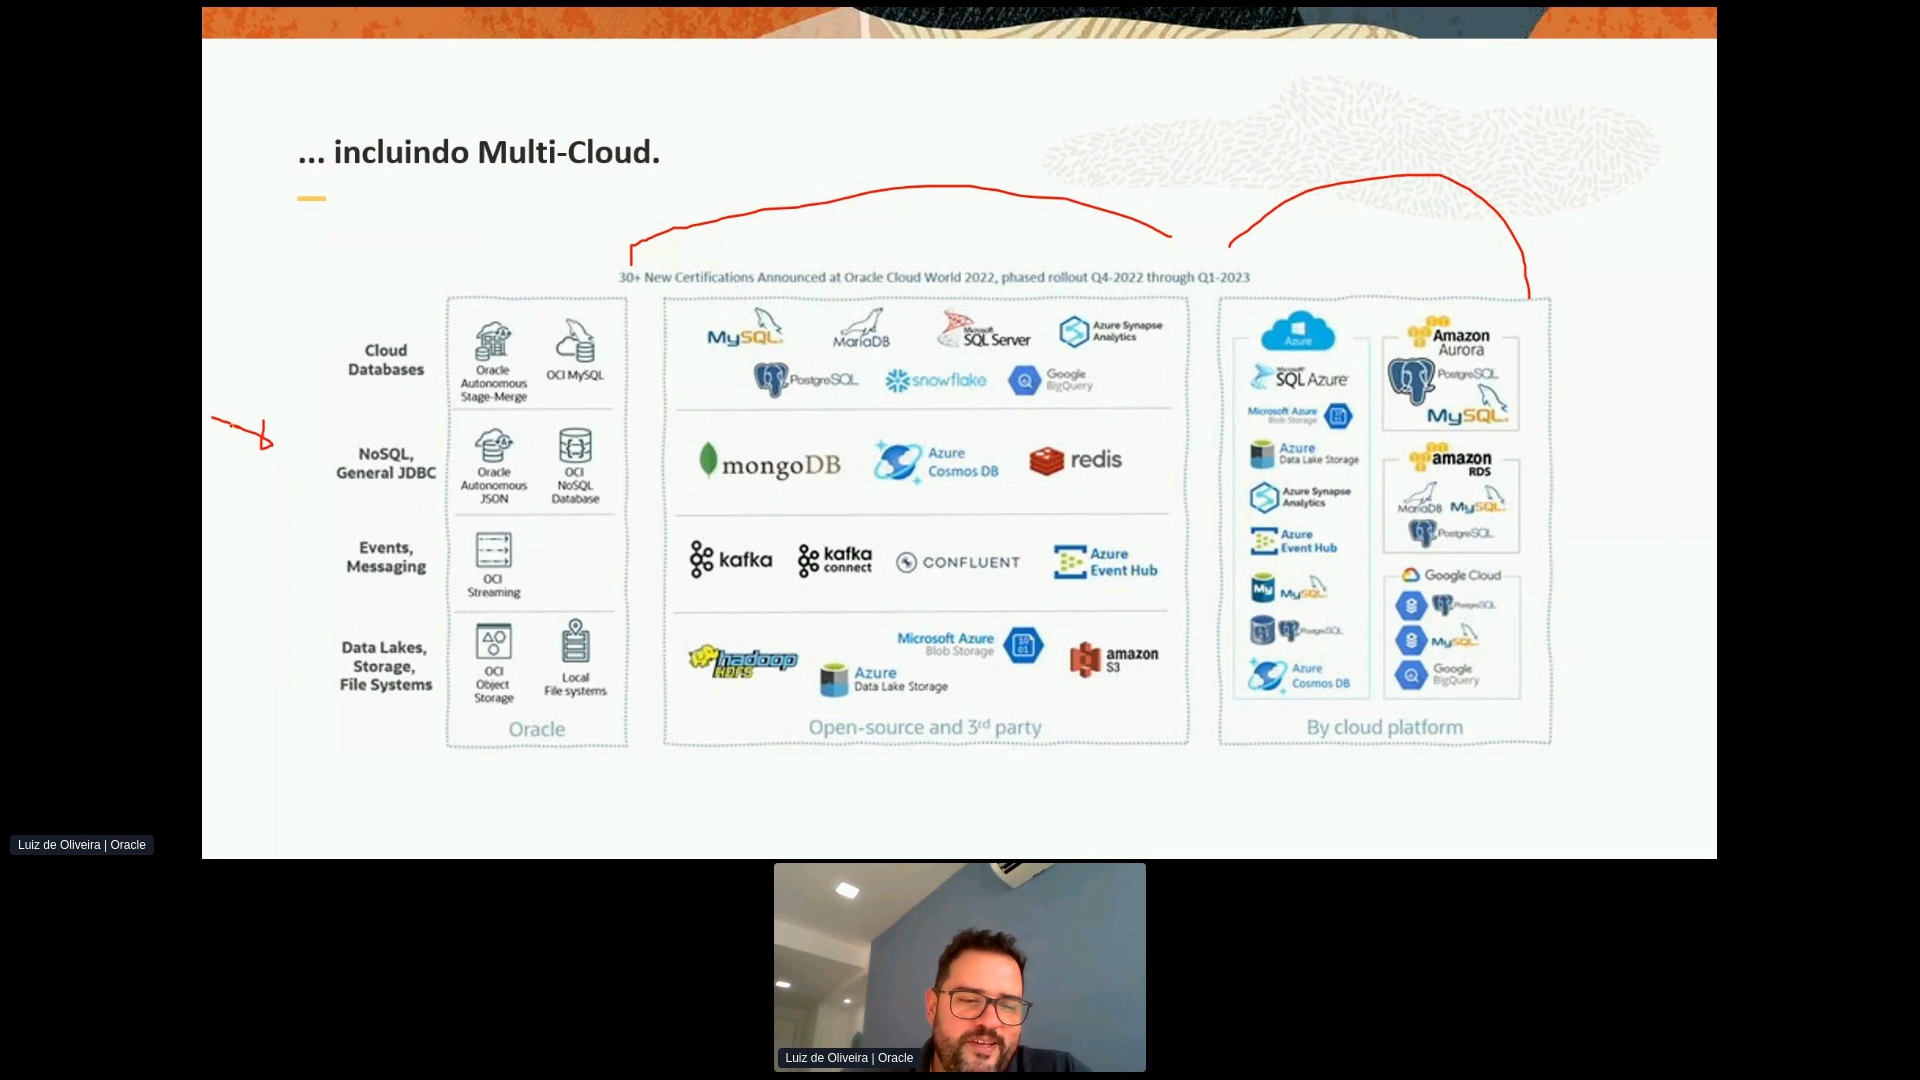 ... incluindo Multi-Cloud.
30+ New Certifications Announced at Oracle Cloud World 2022, phased rollout Q4-2022 through Q1-2023
Cloud
Databases
Oracle
Autonomous
Stage-Merge
OCI MySQL
MySQL
MariaDB
Microsoft
SQL Server
Azure Synapse
Analytics
PostgreSQL
snowflake
Google
BigQuery
NoSQL,
General JDBC
Oracle
Autonomous
JSON
OCI
NoSQL
Database
mongoDB
Azure
Cosmos DB
redis
Events,
Messaging
OCI
Streaming
kafka
kafka
connect
CONFLUENT
Azure
Event Hub
Data Lakes,
Storage,
File Systems
OCI
Object
Storage
Local
File systems
hadoop
HDFS
Azure
Data Lake Storage
Microsoft Azure
Blob Storage
10
01
amazon
S3
Oracle
Open-source and 3rd party
Azure
Microsoft
SQL Azure
Microsoft Azure
Blob Storage
Azure
Data Lake Storage
Azure Synapse
Analytics
Azure
Event Hub
My
MySQL
PostgreSQL
Azure
Cosmos DB
Amazon
Aurora
PostgreSQL
MySQL
amazon
RDS
MariaDB
MySQL
PostgreSQL
Google Cloud
PostgreSQL
MySQL
Google
BigQuery
By cloud platform
Luiz de Oliveira | Oracle
Luiz de Oliveira | Oracle